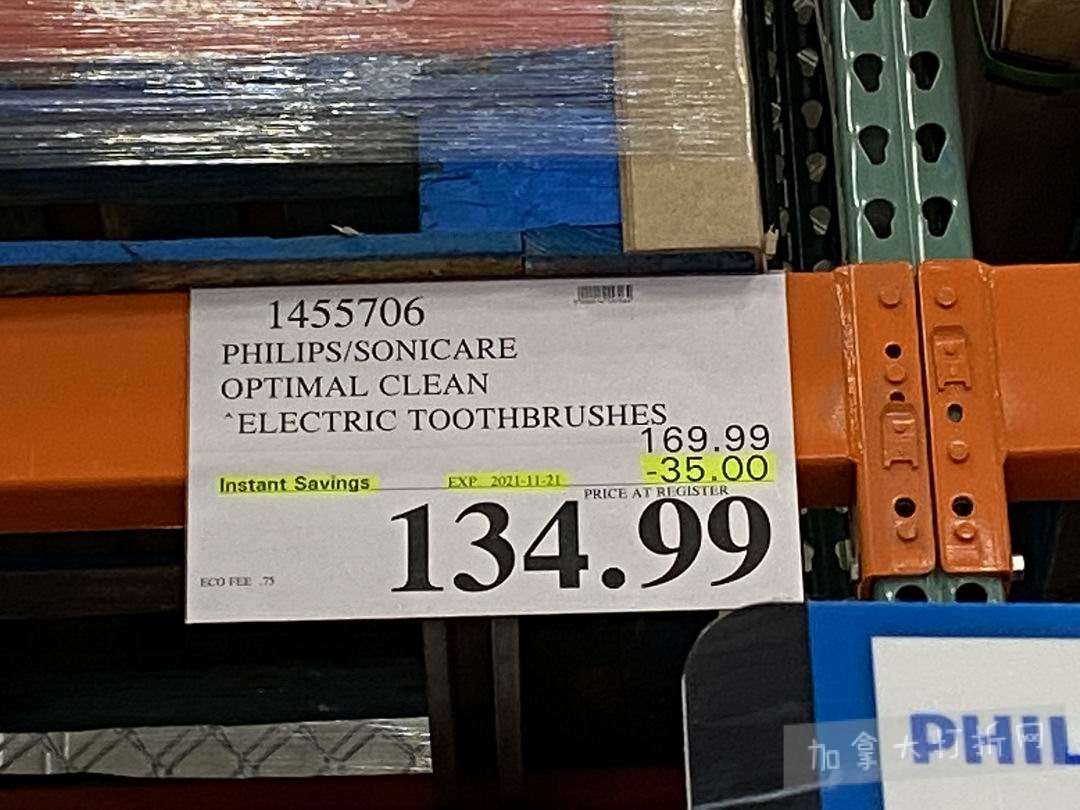 1455706
PHILIPS/SONICARE
OPTIMAL CLEAN
^ELECTRIC TOOTHBRUSHES
169.99
-35.00
Instant Savings EXP 2021-11-21
PRICE AT REGISTER
134.99
ECO FEE .75
PHIL
加拿大打折网